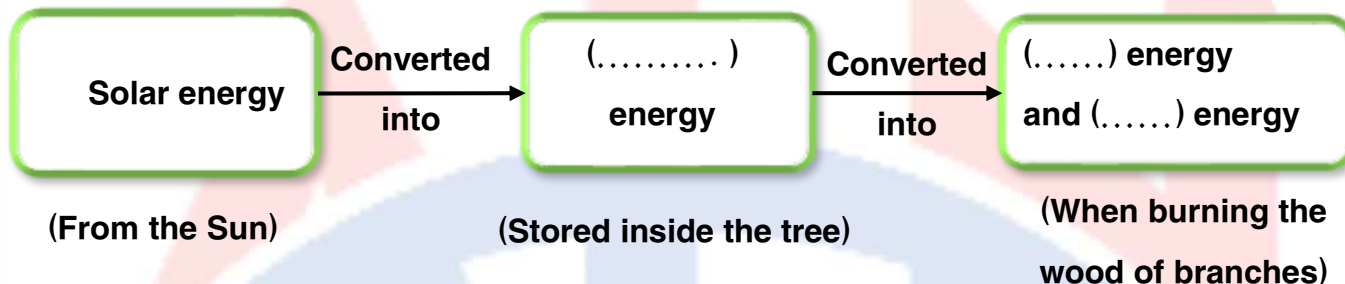 Solar energy
Converted
into
(.......... )
energy
Converted
into
(......) energy
and (......) energy
(From the Sun)
(Stored inside the tree)
(When burning the
wood of branches)